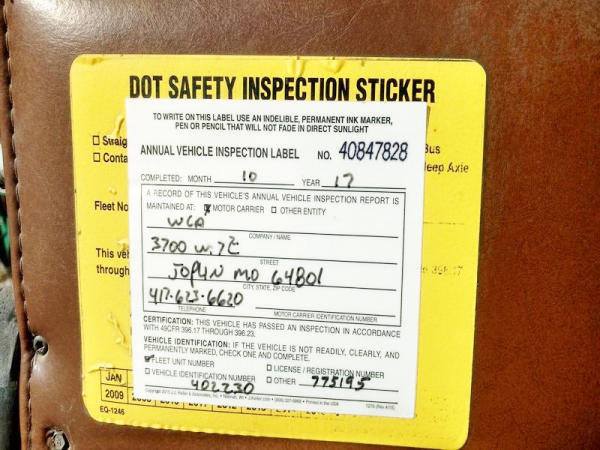 DOT SAFETY INSPECTION STICKER
TO WRITE ON THIS LABEL USE AN INDELIBLE, PERMANENT INK MARKER,
PEN OR PENCIL THAT WILL NOT FADE IN DIRECT SUNLIGHT
Straig
Bus
ANNUAL VEHICLE INSPECTION LABEL NO. 40847828
Conta
eep Axle
COMPLETED: MONTH 10 YEAR 17
A RECORD OF THIS VEHICLE'S ANNUAL VEHICLE INSPECTION REPORT IS
MAINTAINED AT: MOTOR CARRIER OTHER ENTITY
Fleet No
WCA
COMPANY NAME
3700 W. 7
STREET
This veh
through
JOPLIN MO 64801
CITY, STATE, ZIP CODE
417-623-6620
TELEPHONE MOTOR CARRIER IDENTIFICATION NUMBER
CERTIFICATION: THIS VEHICLE HAS PASSED AN INSPECTION IN ACCORDANCE
WITH 49CFR 396.17 THROUGH 396.23.
VEHICLE IDENTIFICATION: IF THE VEHICLE IS NOT READILY, CLEARLY, AND
PERMANENTLY MARKED, CHECK ONE AND COMPLETE.
FLEET UNIT NUMBER LICENSE / REGISTRATION NUMBER
VEHICLE IDENTIFICATION NUMBER OTHER 775195
402230
JAN
2009
EQ-1246